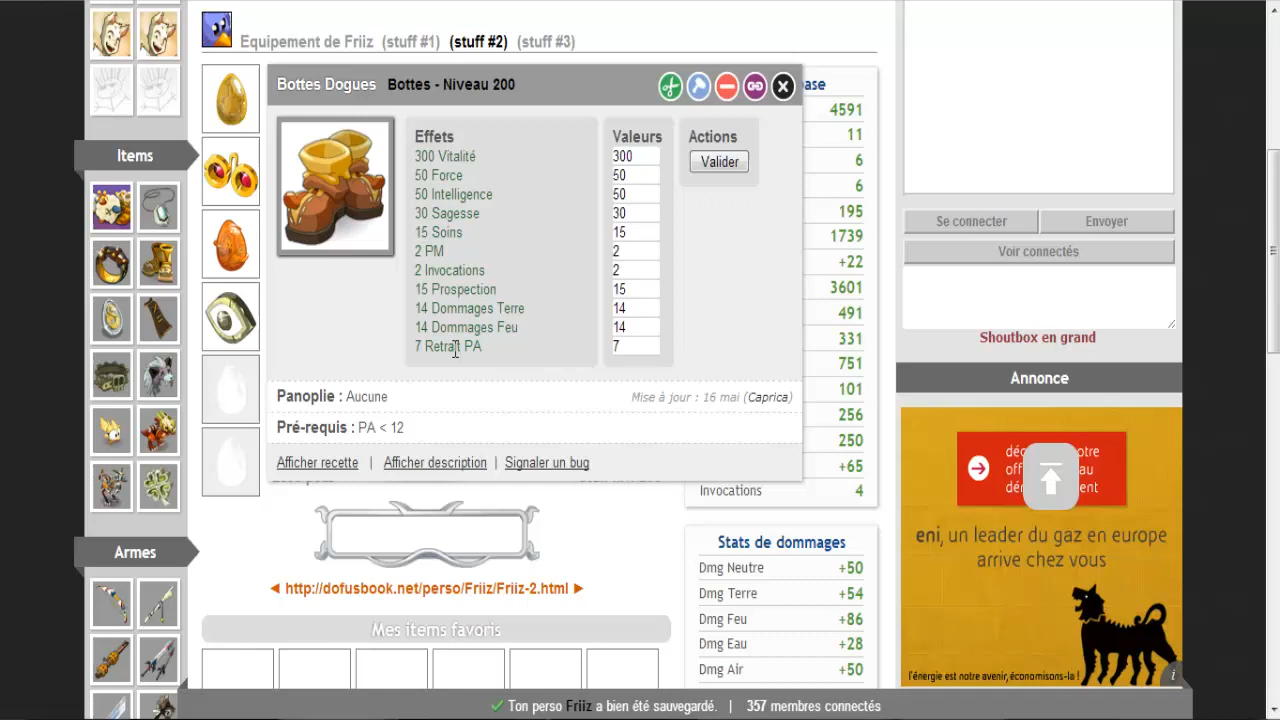 Equipement de Friiz (stuff #1) (stuff #2) (stuff #3)
Items
Armes
Bottes Dogues Bottes - Niveau 200
Effets Valeurs Actions
300 Vitalité 300 Valider
50 Force 50
50 Intelligence 50
30 Sagesse 30
15 Soins 15
2 PM 2
2 Invocations 2
15 Prospection 15
14 Dommages Terre 14
14 Dommages Feu 14
7 Retrait PA 7
Panoplie : Aucune Mise à jour : 16 mai (Caprica)
Pré-requis : PA < 12
Afficher recette | Afficher description | Signaler un bug
◄ http://dofusbook.net/perso/Friiz/Friiz-2.html ►
Mes items favoris
ase
4591
11
6
6
195
1739
+22
3601
491
331
751
101
256
250
+65
Invocations 4
Stats de dommages
Dmg Neutre +50
Dmg Terre +54
Dmg Feu +86
Dmg Eau +28
Dmg Air +50
Se connecter Envoyer
Voir connectés
Shoutbox en grand
Annonce
eni, un leader du gaz en europe
arrive chez vous
l'énergie est notre avenir, économisons-la !
i
✓ Ton perso Friiz a bien été sauvegardé. | 357 membres connectés